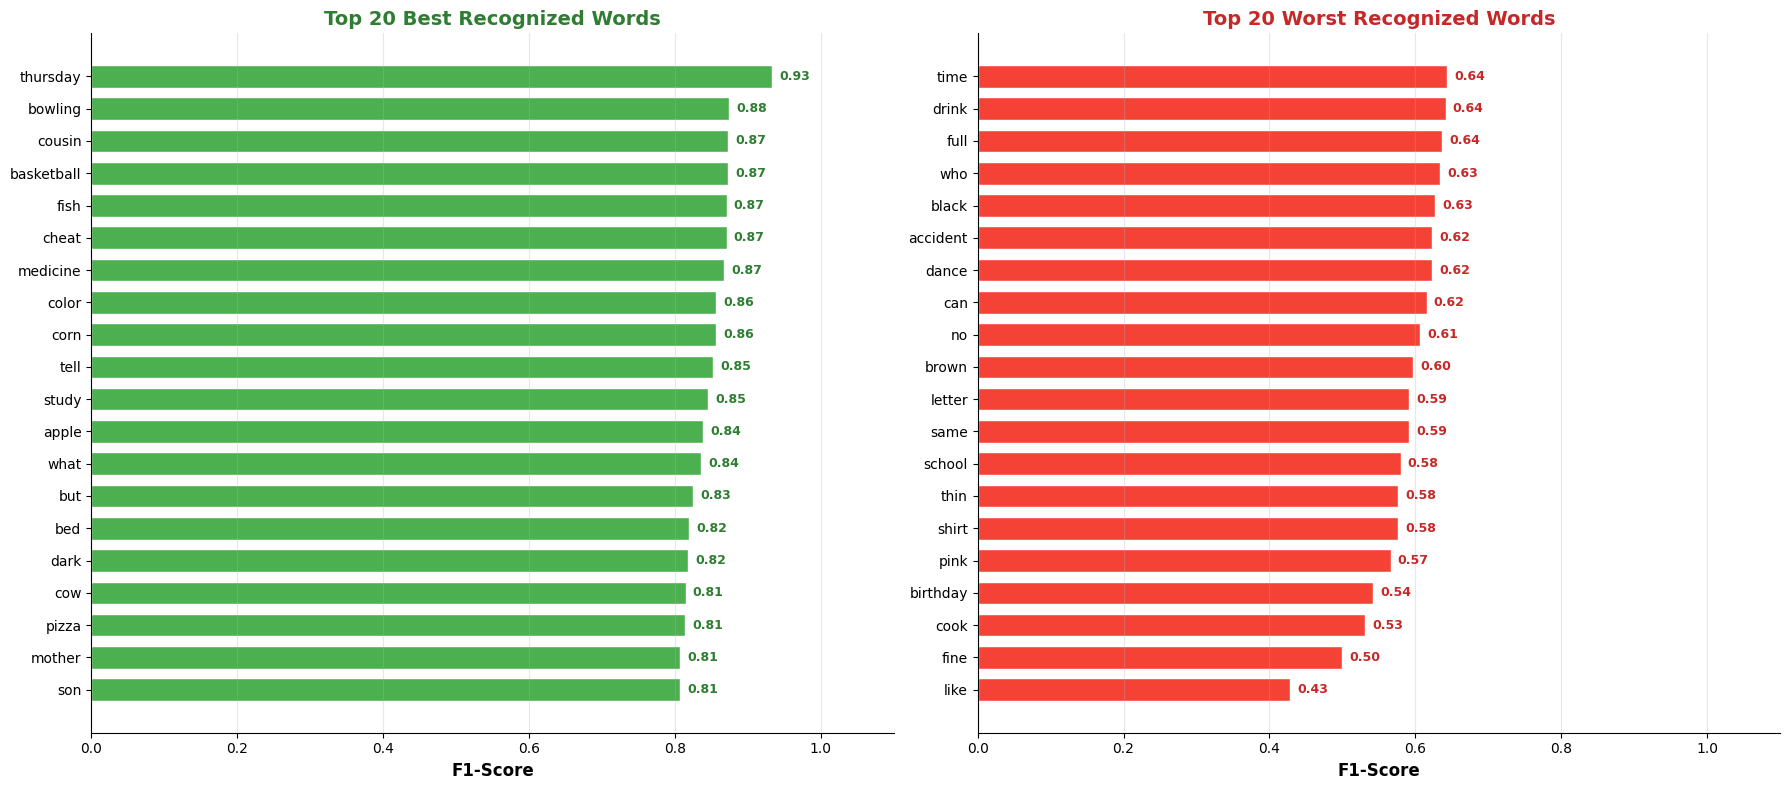 Top 20 Best Recognized Words
thursday 0.93
bowling 0.88
cousin 0.87
basketball 0.87
fish 0.87
cheat 0.87
medicine 0.87
color 0.86
corn 0.86
tell 0.85
study 0.85
apple 0.84
what 0.84
but 0.83
bed 0.82
dark 0.82
cow 0.81
pizza 0.81
mother 0.81
son 0.81
0.0 0.2 0.4 0.6 0.8 1.0
F1-Score
Top 20 Worst Recognized Words
time 0.64
drink 0.64
full 0.64
who 0.63
black 0.63
accident 0.62
dance 0.62
can 0.62
no 0.61
brown 0.60
letter 0.59
same 0.59
school 0.58
thin 0.58
shirt 0.58
pink 0.57
birthday 0.54
cook 0.53
fine 0.50
like 0.43
0.0 0.2 0.4 0.6 0.8 1.0
F1-Score